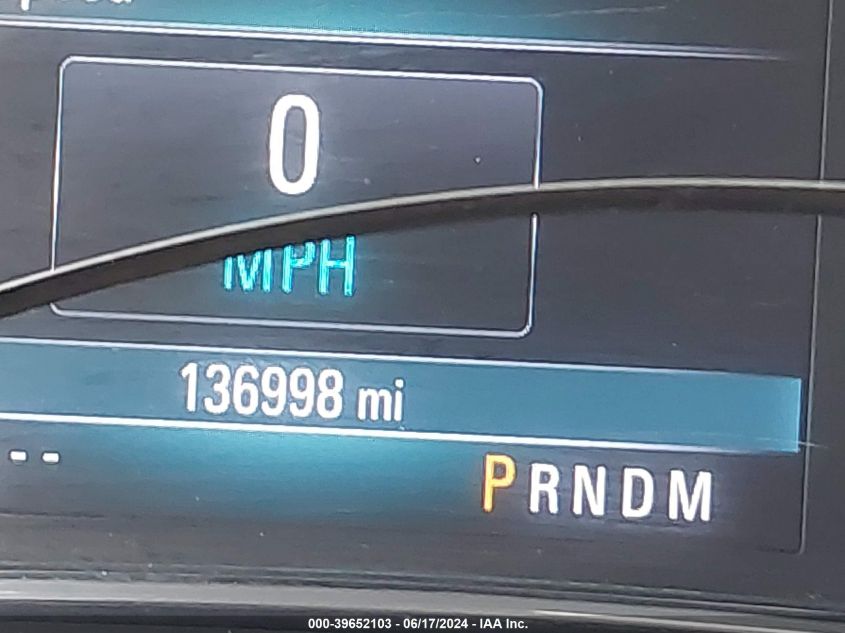 0
MPH
136998 mi
--
PRNDM
000-39652103 - 06/17/2024 - IAA Inc.